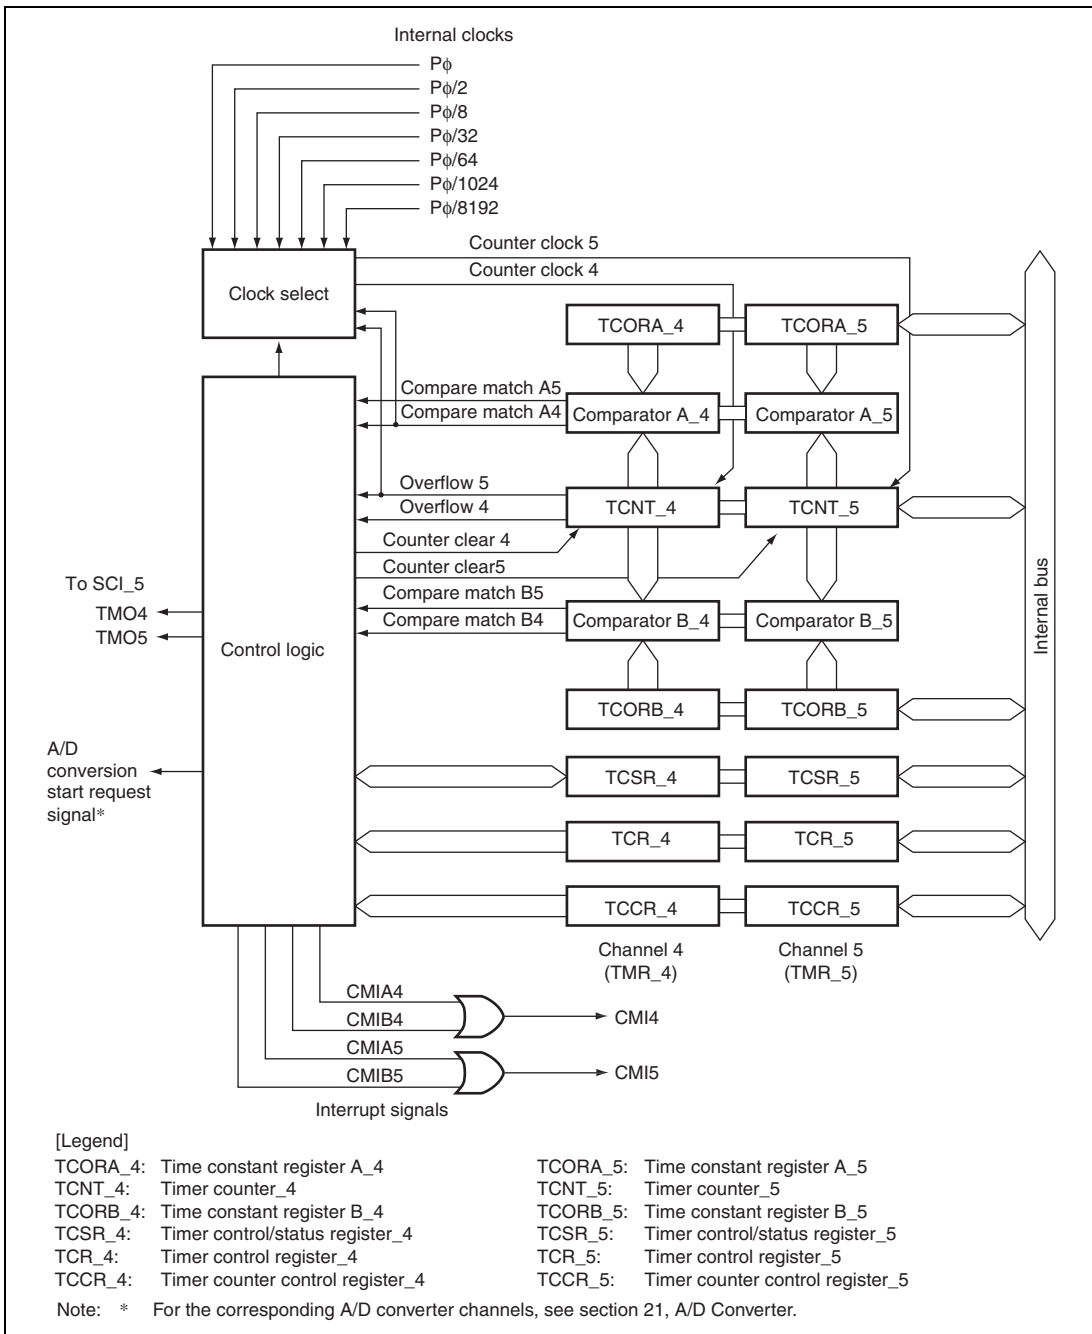 Internal clocks
Pϕ
Pϕ/2
Pϕ/8
Pϕ/32
Pϕ/64
Pϕ/1024
Pϕ/8192
Counter clock 5
Counter clock 4
Clock select
TCORA_4
TCORA_5
Compare match A5
Compare match A4
Comparator A_4
Comparator A_5
Overflow 5
Overflow 4
TCNT_4
TCNT_5
Counter clear 4
Counter clear5
To SCI_5
TMO4
TMO5
Compare match B5
Compare match B4
Comparator B_4
Comparator B_5
Control logic
Internal bus
TCORB_4
TCORB_5
A/D
conversion
start request
signal*
TCSR_4
TCSR_5
TCR_4
TCR_5
TCCR_4
TCCR_5
Channel 4
(TMR_4)
Channel 5
(TMR_5)
CMIA4
CMIB4
CMI4
CMIA5
CMIB5
CMI5
Interrupt signals
[Legend]
TCORA_4: Time constant register A_4
TCNT_4: Timer counter_4
TCORB_4: Time constant register B_4
TCSR_4: Timer control/status register_4
TCR_4: Timer control register_4
TCCR_4: Timer counter control register_4
TCORA_5: Time constant register A_5
TCNT_5: Timer counter_5
TCORB_5: Time constant register B_5
TCSR_5: Timer control/status register_5
TCR_5: Timer control register_5
TCCR_5: Timer counter control register_5
Note: * For the corresponding A/D converter channels, see section 21, A/D Converter.